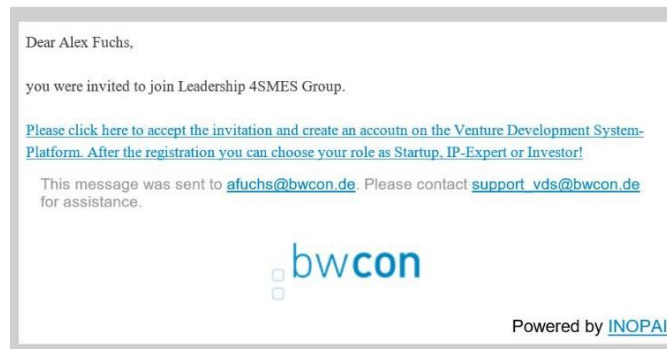 Dear Alex Fuchs,
you were invited to join Leadership 4SMES Group.
Please click here to accept the invitation and create an accoutn on the Venture Development System-
Platform. After the registration you can choose your role as Startup, IP-Expert or Investor!
This message was sent to afuchs@bwcon.de. Please contact support_vds@bwcon.de
for assistance.
bwcon
Powered by INOPAI